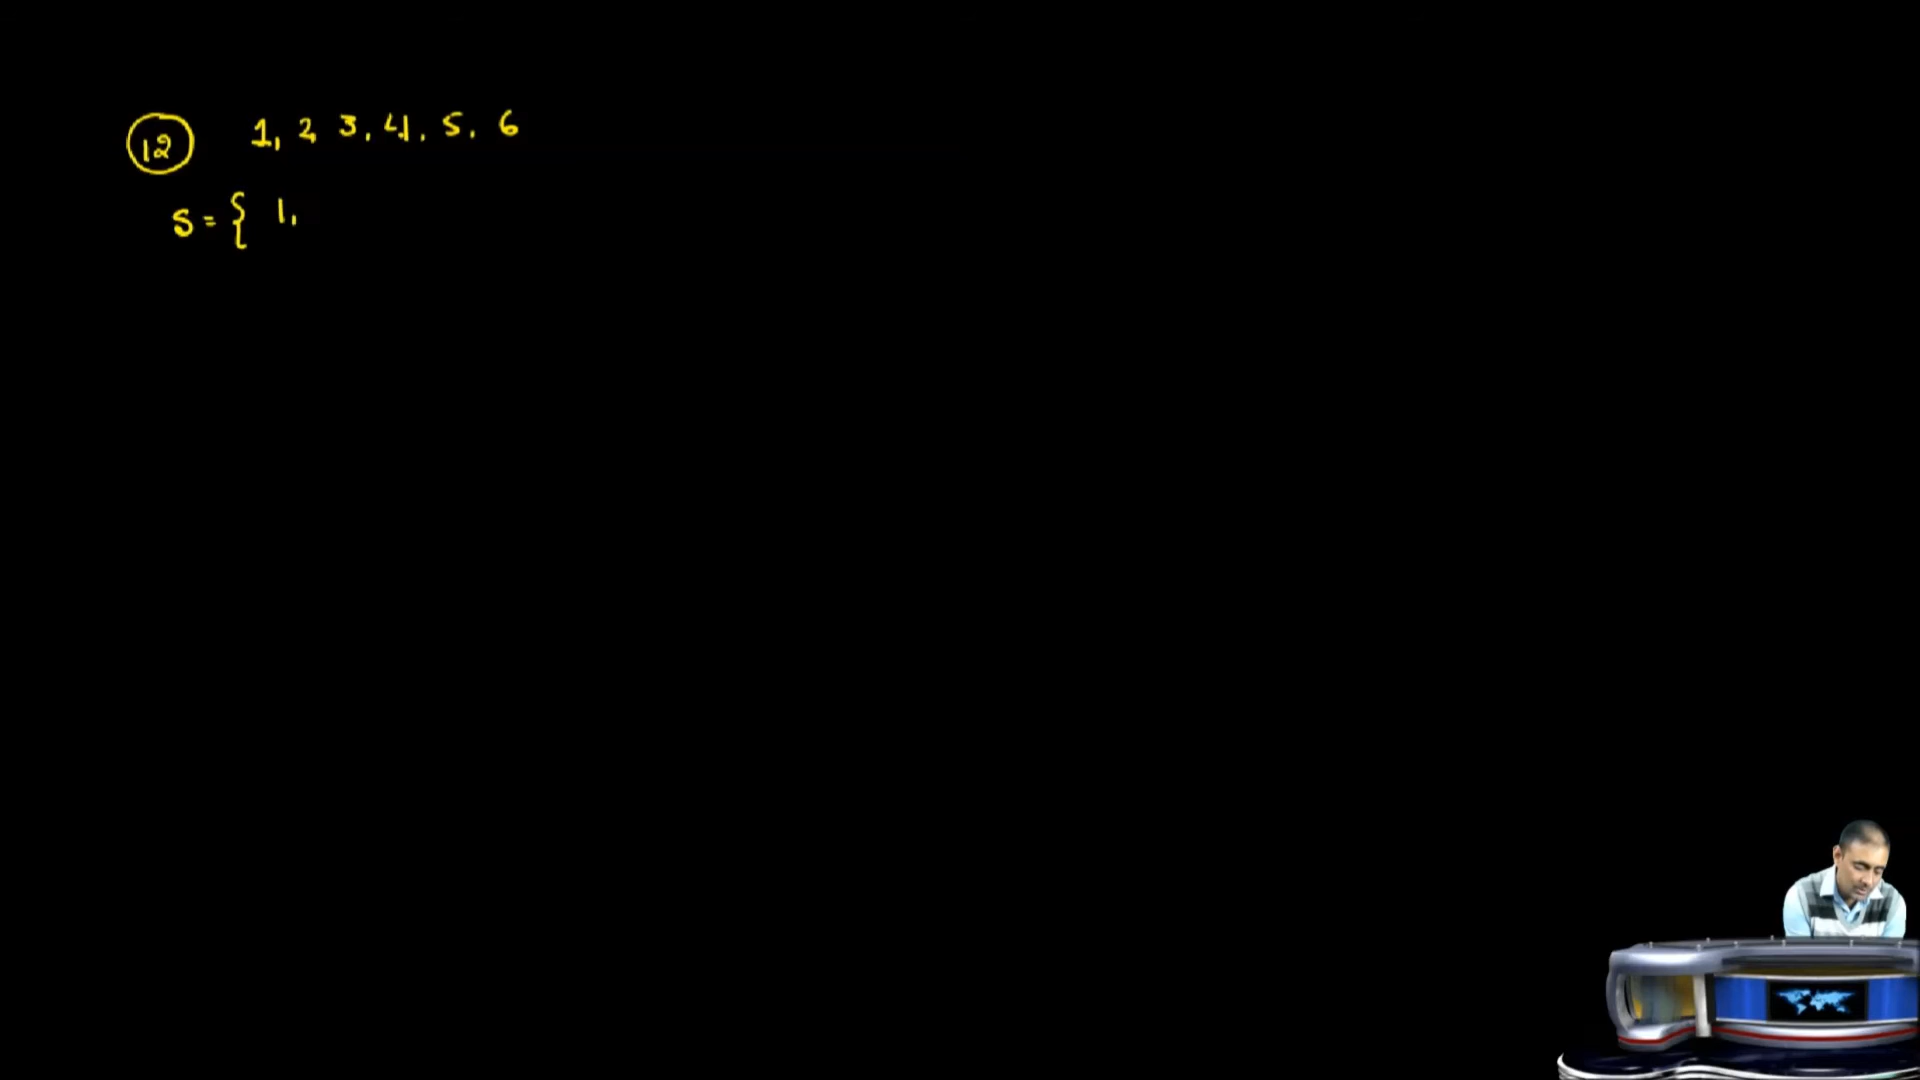 12 1, 2, 3, 4, 5, 6
S = { 1,